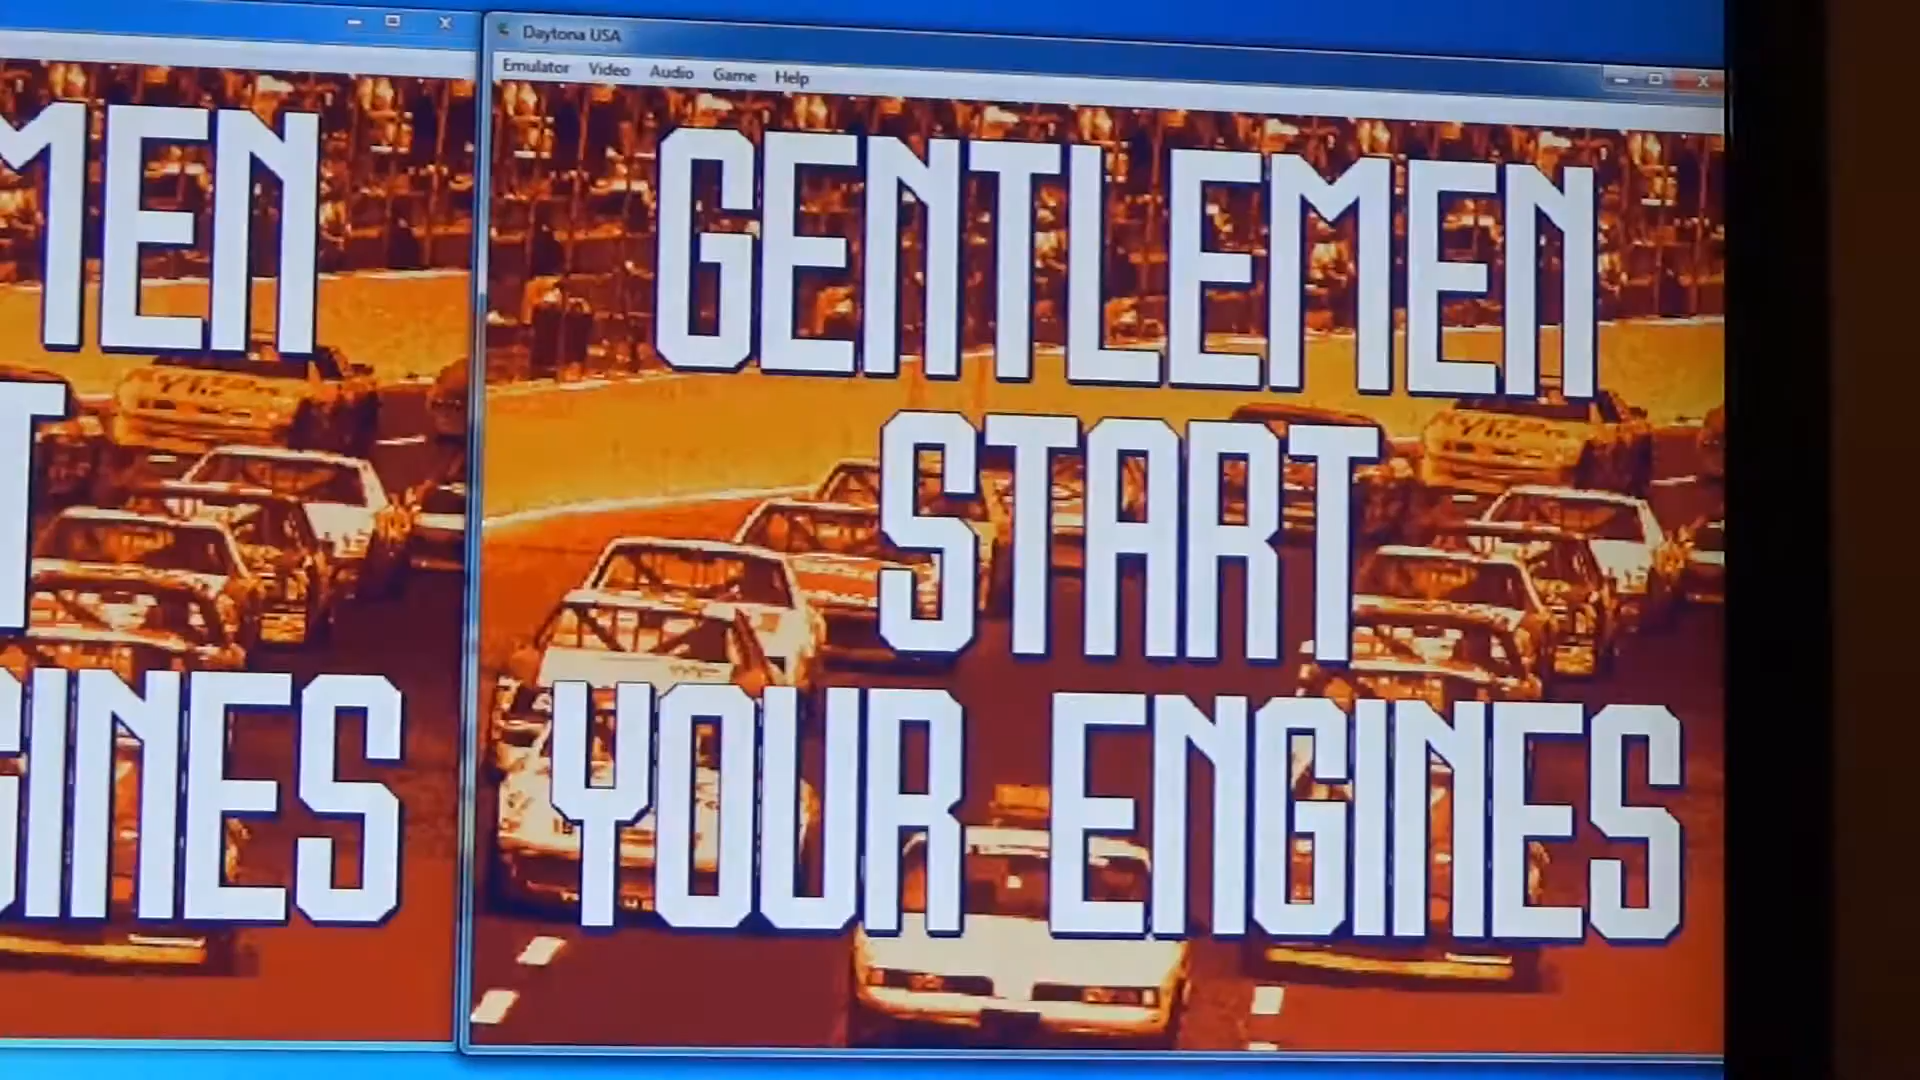 Daytona USA
Emulator Video Audio Game Help
MEN
T
GINES
GENTLEMEN
START
YOUR ENGINES